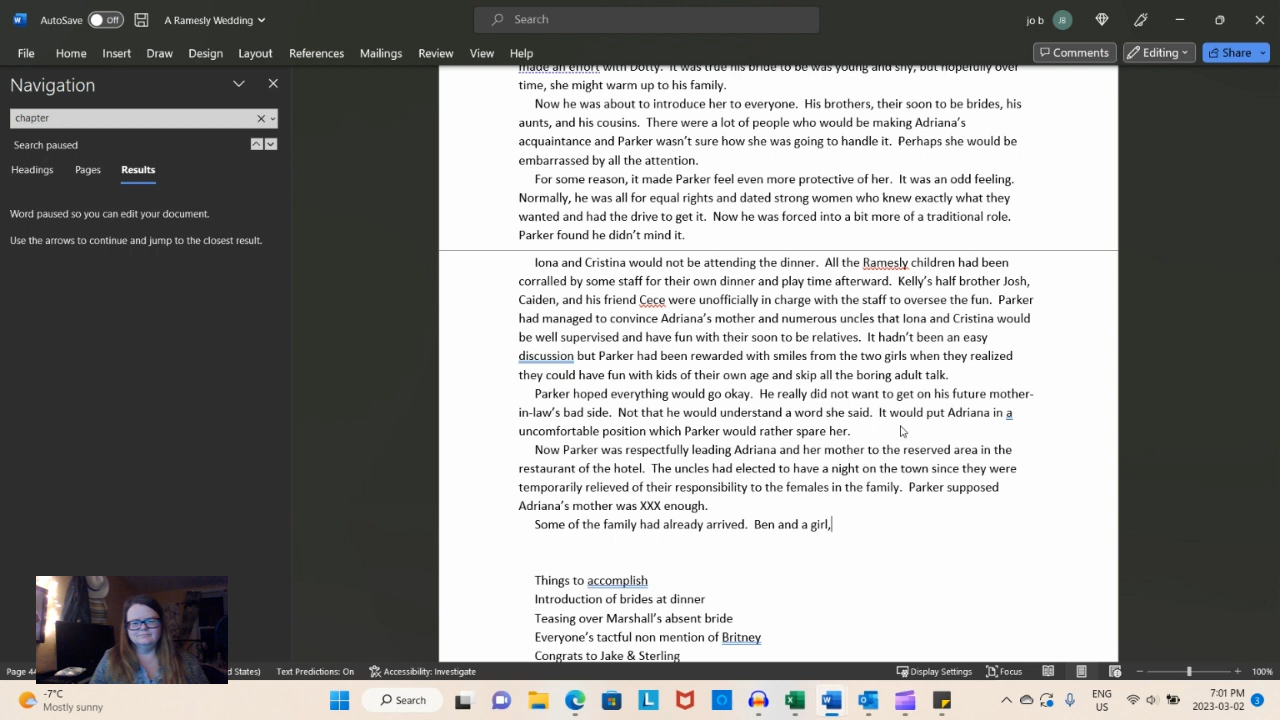 AutoSave Off A Ramesly Wedding Search jo b JB
File Home Insert Draw Design Layout References Mailings Review View Help Comments Editing Share
Navigation
chapter
Search paused
Headings Pages Results
Word paused so you can edit your document.
Use the arrows to continue and jump to the closest result.
made an effort with Dotty. It was true his bride to be was young and shy, but hopefully over
time, she might warm up to his family.
Now he was about to introduce her to everyone. His brothers, their soon to be brides, his
aunts, and his cousins. There were a lot of people who would be making Adriana's
acquaintance and Parker wasn't sure how she was going to handle it. Perhaps she would be
embarrassed by all the attention.
For some reason, it made Parker feel even more protective of her. It was an odd feeling.
Normally, he was all for equal rights and dated strong women who knew exactly what they
wanted and had the drive to get it. Now he was forced into a bit more of a traditional role.
Parker found he didn't mind it.
Iona and Cristina would not be attending the dinner. All the Ramesly children had been
corralled by some staff for their own dinner and play time afterward. Kelly's half brother Josh,
Caiden, and his friend Cece were unofficially in charge with the staff to oversee the fun. Parker
had managed to convince Adriana's mother and numerous uncles that Iona and Cristina would
be well supervised and have fun with their soon to be relatives. It hadn't been an easy
discussion but Parker had been rewarded with smiles from the two girls when they realized
they could have fun with kids of their own age and skip all the boring adult talk.
Parker hoped everything would go okay. He really did not want to get on his future mother-
in-law's bad side. Not that he would understand a word she said. It would put Adriana in a
uncomfortable position which Parker would rather spare her.
Now Parker was respectfully leading Adriana and her mother to the reserved area in the
restaurant of the hotel. The uncles had elected to have a night on the town since they were
temporarily relieved of their responsibility to the females in the family. Parker supposed
Adriana's mother was XXX enough.
Some of the family had already arrived. Ben and a girl,
Things to accomplish
Introduction of brides at dinner
Teasing over Marshall's absent bride
Everyone's tactful non mention of Britney
Congrats to Jake & Sterling
Page 4 d States) Text Predictions: On Accessibility: Investigate Display Settings Focus 100%
-7°C
Mostly sunny
Search
ENG
US
7:01 PM
2023-03-02
3